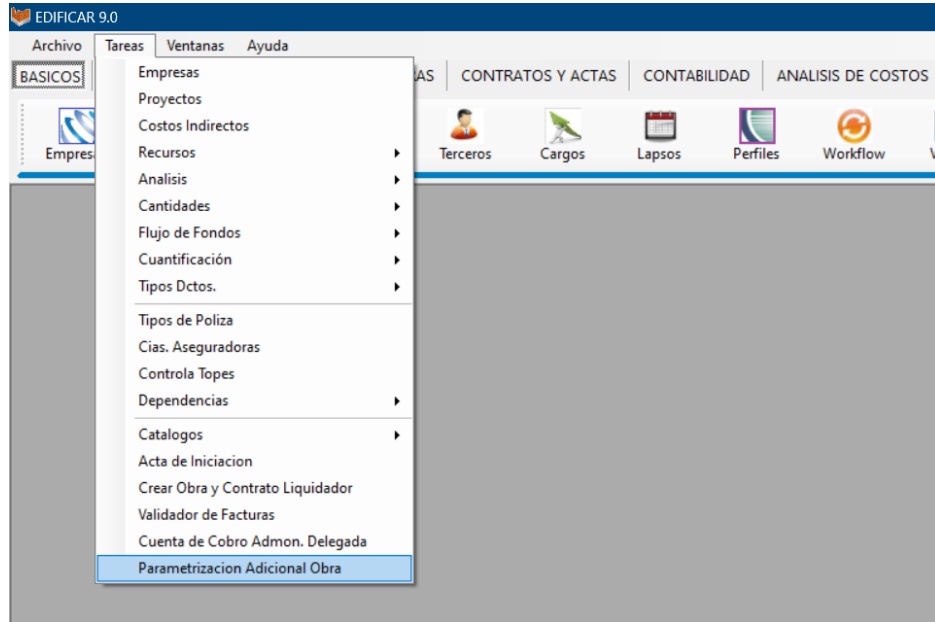 EDIFICAR 9.0
Archivo Tareas Ventanas Ayuda
BASICOS CONTRATOS Y ACTAS CONTABILIDAD ANALISIS DE COSTOS
Terceros Cargos Lapsos Perfiles Workflow
Empresas
Proyectos
Costos Indirectos
Recursos
Analisis
Cantidades
Flujo de Fondos
Cuantificación
Tipos Dctos.
Tipos de Poliza
Cias. Aseguradoras
Controla Topes
Dependencias
Catalogos
Acta de Iniciacion
Crear Obra y Contrato Liquidador
Validador de Facturas
Cuenta de Cobro Admon. Delegada
Parametrizacion Adicional Obra